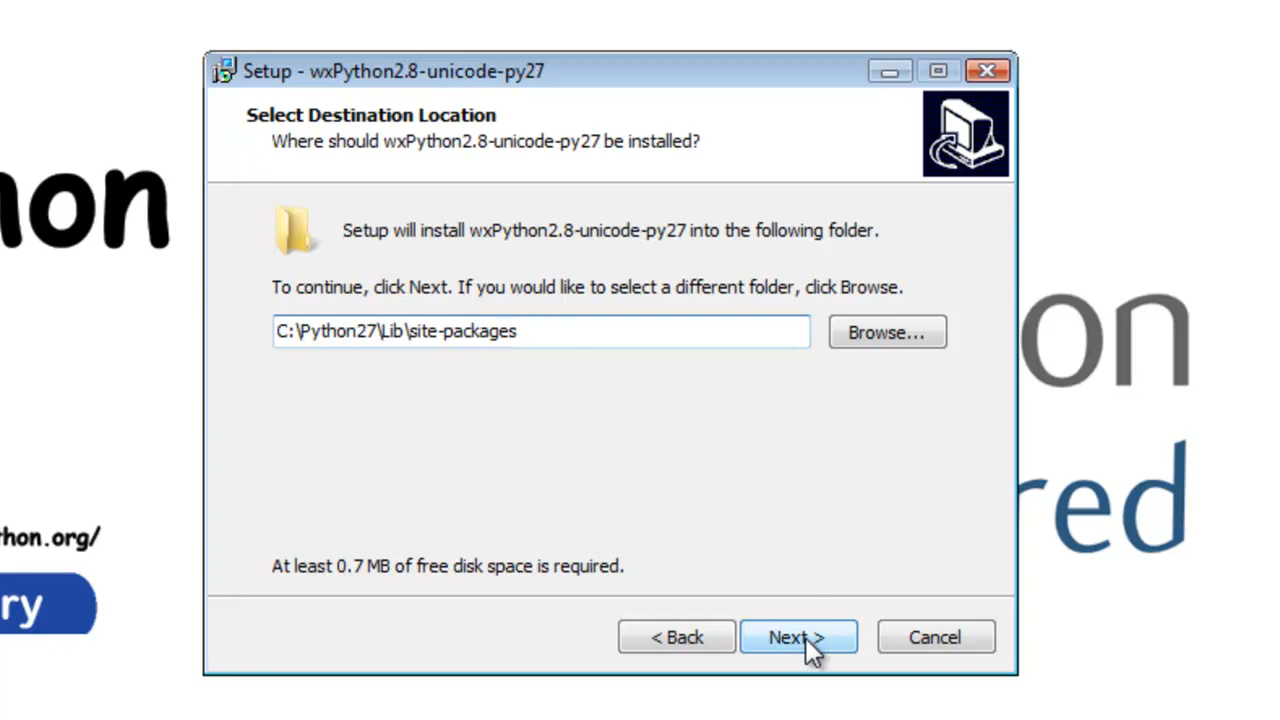 Setup - wxPython2.8-unicode-py27
Select Destination Location
Where should wxPython2.8-unicode-py27 be installed?
hon
Setup will install wxPython2.8-unicode-py27 into the following folder.
To continue, click Next. If you would like to select a different folder, click Browse.
C:\Python27\Lib\site-packages
Browse...
on
red
thon.org/
At least 0.7 MB of free disk space is required.
ry
< Back
Next >
Cancel